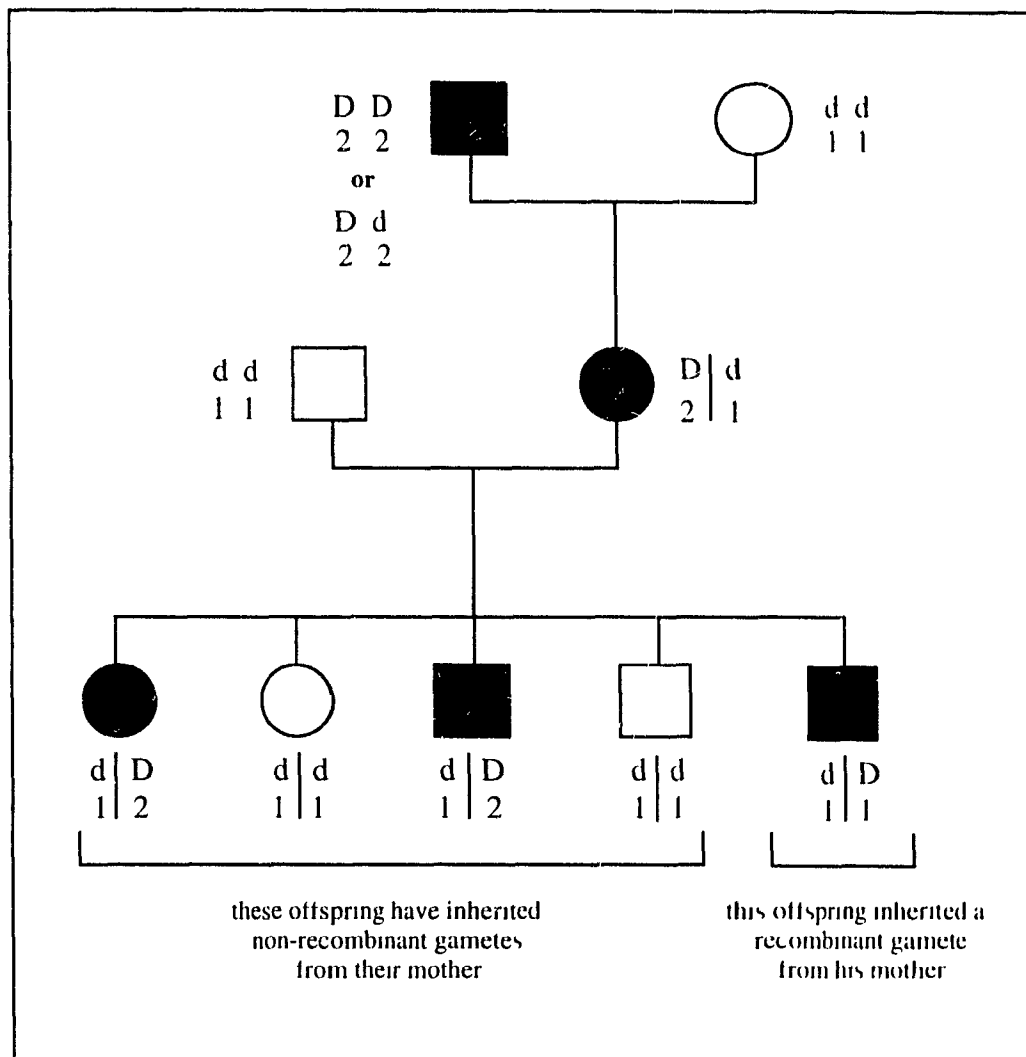 D D
2 2
or
D d
2 2
d d
1 1
d d
1 1
D | d
2 | 1
d | D
1 | 2
d | d
1 | 1
d | D
1 | 2
d | d
1 | 1
d | D
1 | 1
these offspring have inherited
non-recombinant gametes
from their mother
this offspring inherited a
recombinant gamete
from his mother